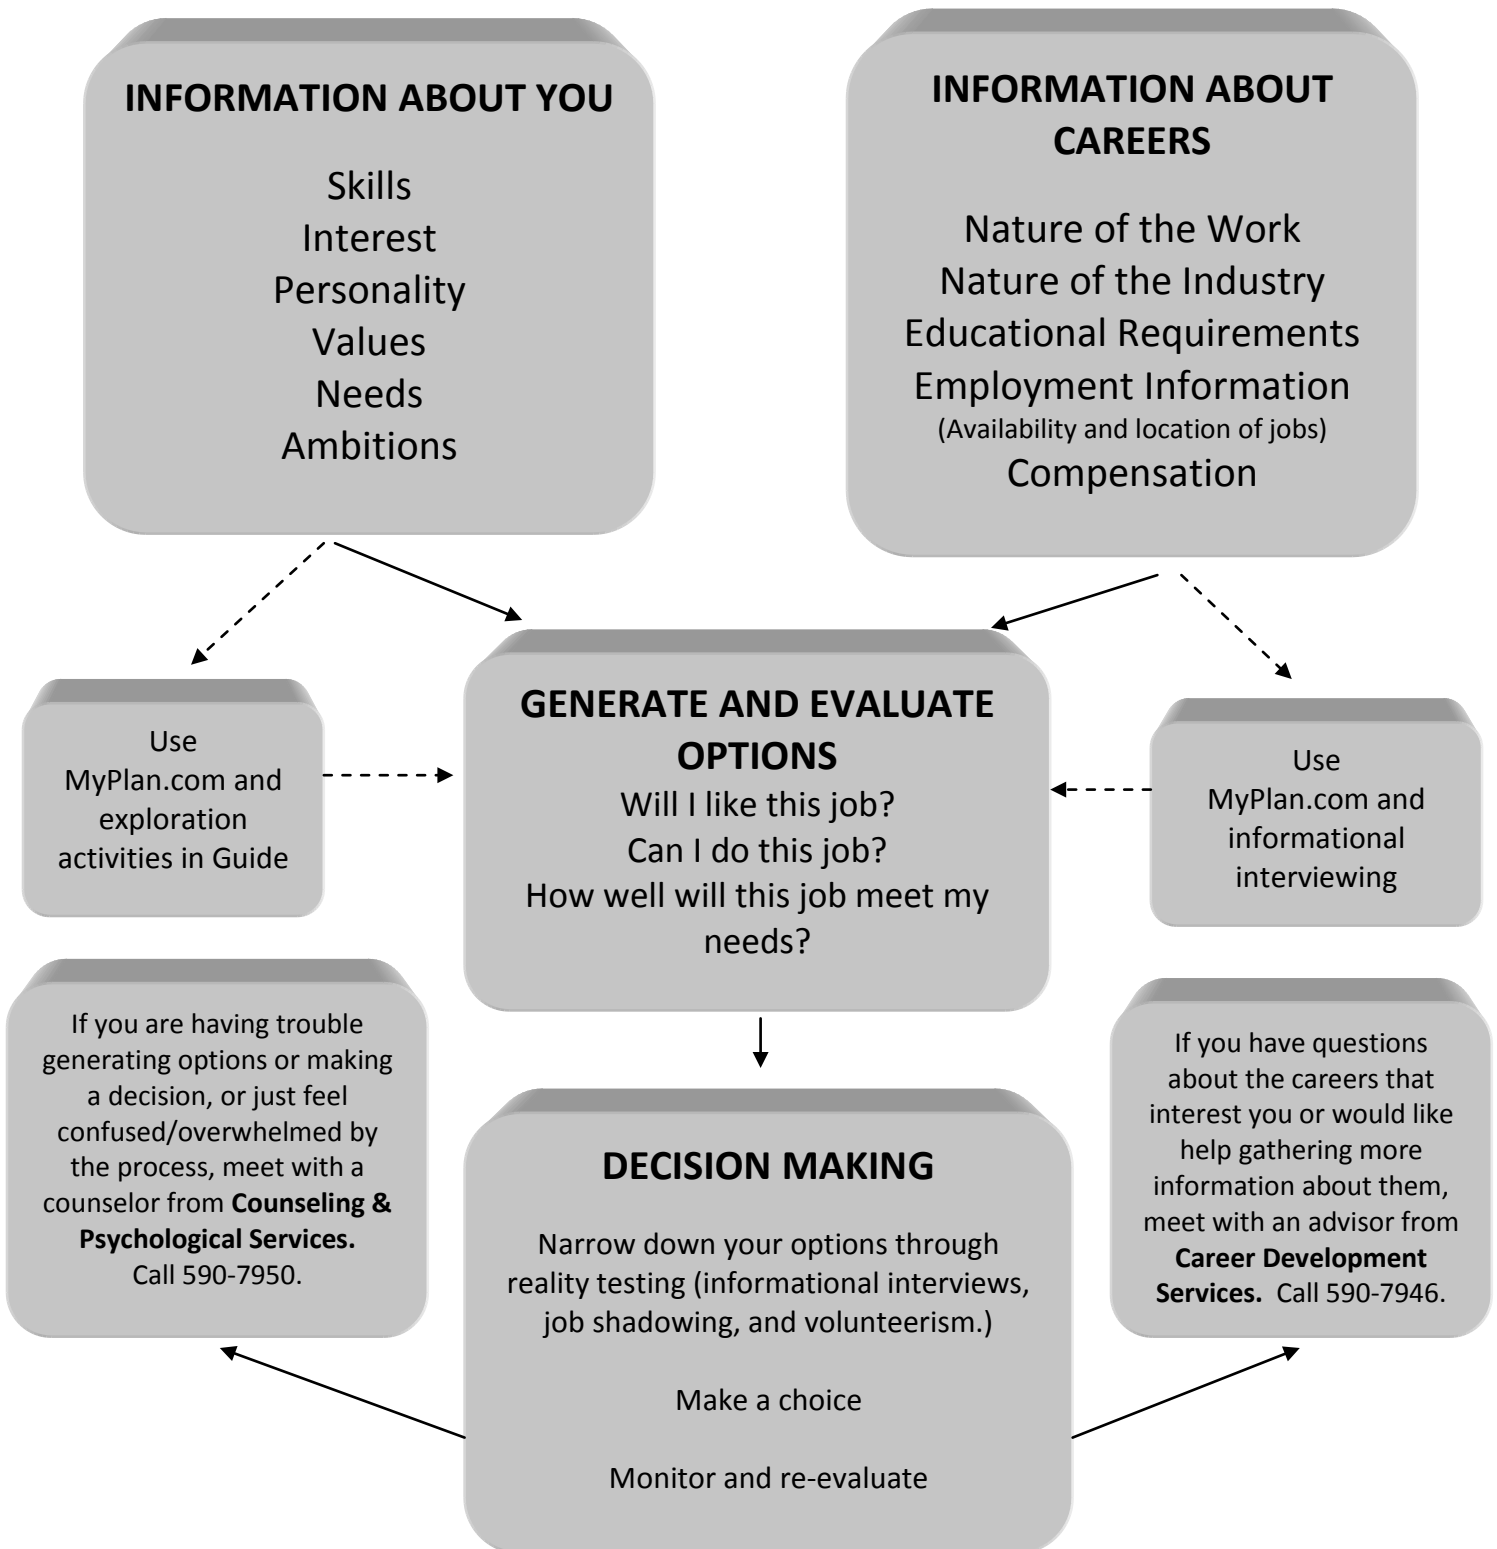 INFORMATION ABOUT YOU
Skills
Interest
Personality
Values
Needs
Ambitions
INFORMATION ABOUT
CAREERS
Nature of the Work
Nature of the Industry
Educational Requirements
Employment Information
(Availability and location of jobs)
Compensation
Use
MyPlan.com and
exploration
activities in Guide
GENERATE AND EVALUATE
OPTIONS
Will I like this job?
Can I do this job?
How well will this job meet my
needs?
Use
MyPlan.com and
informational
interviewing
If you are having trouble
generating options or making
a decision, or just feel
confused/overwhelmed by
the process, meet with a
counselor from Counseling &
Psychological Services.
Call 590-7950.
DECISION MAKING
Narrow down your options through
reality testing (informational interviews,
job shadowing, and volunteerism.)
Make a choice
Monitor and re-evaluate
If you have questions
about the careers that
interest you or would like
help gathering more
information about them,
meet with an advisor from
Career Development
Services.  Call 590-7946.